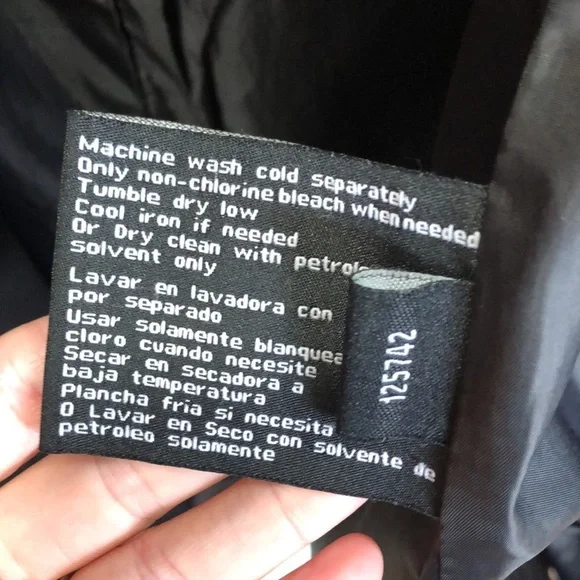 Machine wash cold separately
Only non-chlorine bleach when needed
Tumble dry low
Cool iron if needed
Or Dry clean with
solvent only
Lavar en lavadora con
por separado
Usar solamente
cloro cuando necesite
Secar en secadora a
baja temperatura
Plancha fria si necesita
O Lavar en Seco con solvente de
petroleo solamente
125742